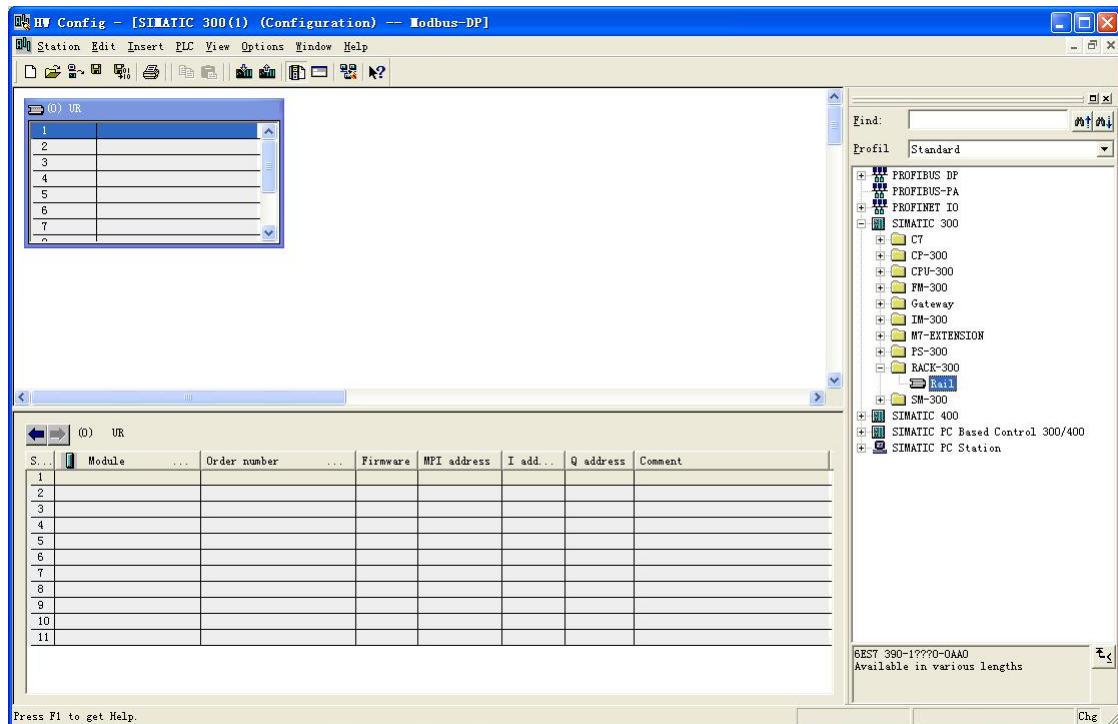 HW Config - [SIMATIC 300(1) (Configuration) -- Modbus-DP]
Station Edit Insert PLC View Options Window Help
(0) UR
1
2
3
4
5
6
7
Find:
Profil Standard
PROFIBUS DP
PROFIBUS-PA
PROFINET IO
SIMATIC 300
C7
CP-300
CPU-300
FM-300
Gateway
IM-300
M7-EXTENSION
PS-300
RACK-300
Rail
SM-300
SIMATIC 400
SIMATIC PC Based Control 300/400
SIMATIC PC Station
(0) UR
S... Module ... Order number ... Firmware MPI address I add... Q address Comment
1
2
3
4
5
6
7
8
9
10
11
6ES7 390-1???0-0AA0
Available in various lengths
Press F1 to get Help.
Chg